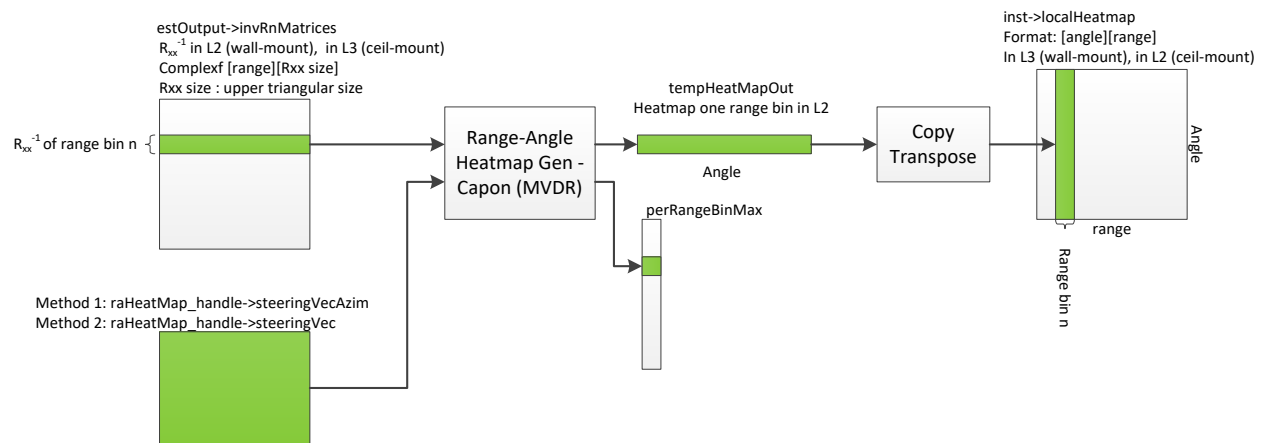 estOutput->invRnMatrices
Rxx-1 in L2 (wall-mount), in L3 (ceil-mount)
Complexf [range][Rxx size]
Rxx size : upper triangular size
Rxx-1 of range bin n
Method 1: raHeatMap_handle->steeringVecAzim
Method 2: raHeatMap_handle->steeringVec
Range-Angle
Heatmap Gen -
Capon (MVDR)
tempHeatMapOut
Heatmap one range bin in L2
Angle
perRangeBinMax
Copy
Transpose
inst->localHeatmap
Format: [angle][range]
In L3 (wall-mount), in L2 (ceil-mount)
Angle
range
Range bin n